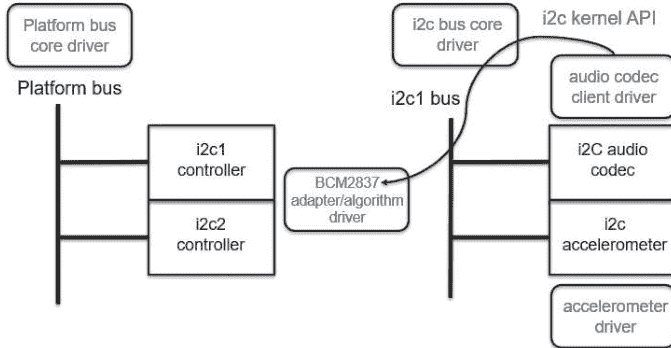 Platform bus
core driver
Platform bus
i2c1
controller
i2c2
controller
BCM2837
adapter/algorithm
driver
i2c bus core
driver
i2c kernel API
i2c1 bus
audio codec
client driver
i2C audio
codec
i2c
accelerometer
accelerometer
driver